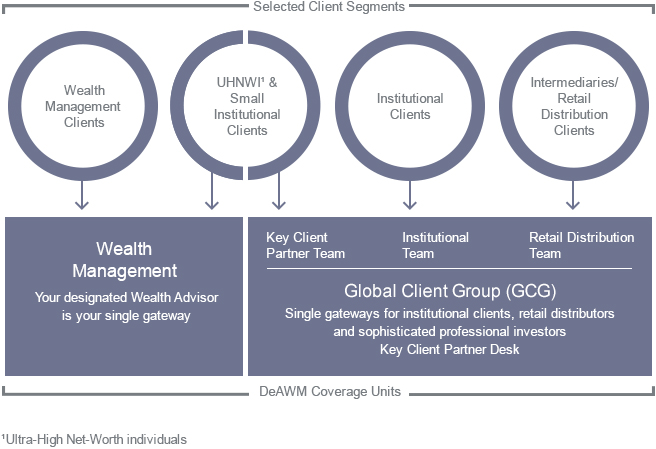 Selected Client Segments
Wealth
Management
Clients
UHNWI¹ &
Small
Institutional
Clients
Institutional
Clients
Intermediaries/
Retail
Distribution
Clients
Wealth
Management
Your designated Wealth Advisor
is your single gateway
Key Client
Partner Team
Institutional
Team
Retail Distribution
Team
Global Client Group (GCG)
Single gateways for institutional clients, retail distributors
and sophisticated professional investors
Key Client Partner Desk
DeAWM Coverage Units
¹Ultra-High Net-Worth individuals